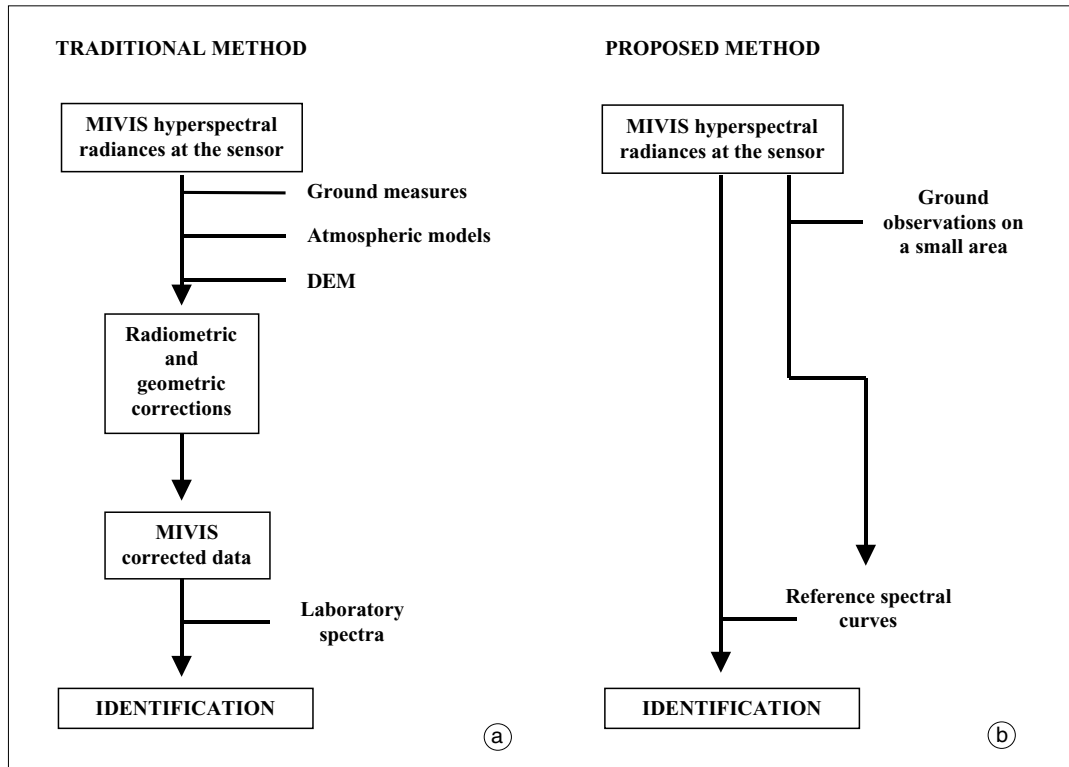 TRADITIONAL METHOD
MIVIS hyperspectral
radiances at the sensor
Ground measures
Atmospheric models
DEM
Radiometric
and
geometric
corrections
MIVIS
corrected data
Laboratory
spectra
IDENTIFICATION
a
PROPOSED METHOD
MIVIS hyperspectral
radiances at the sensor
Ground
observations on
a small area
Reference spectral
curves
IDENTIFICATION
b